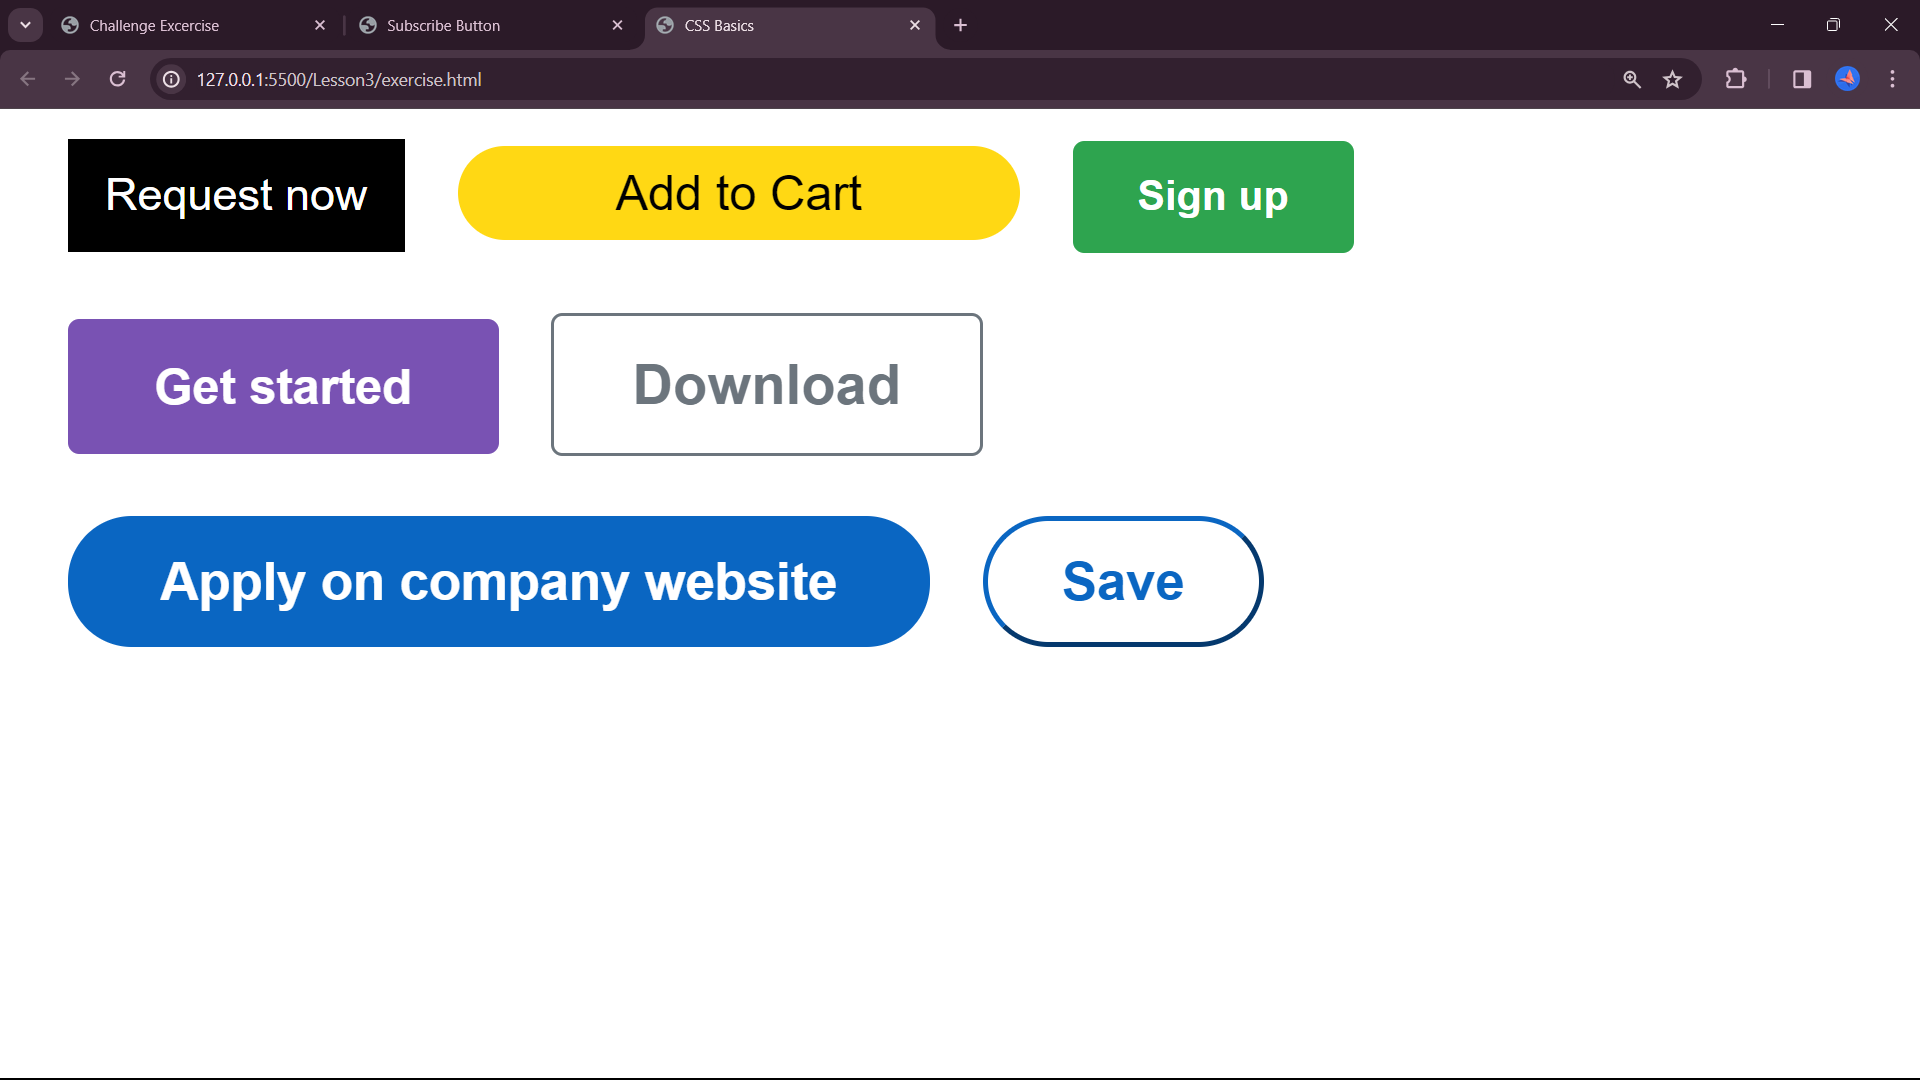 Challenge Excercise
Subscribe Button
CSS Basics
127.0.0.1:5500/Lesson3/exercise.html
Request now
Add to Cart
Sign up
Get started
Download
Apply on company website
Save